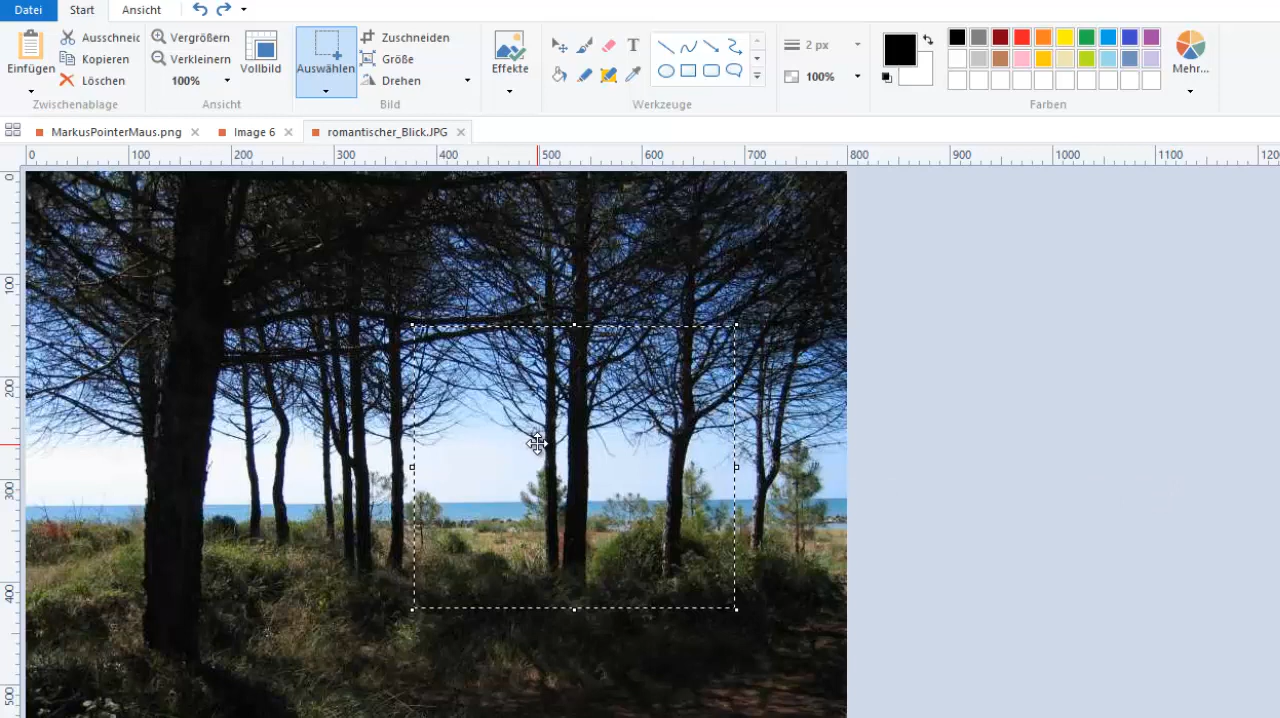 Datei Start Ansicht
Einfügen
Ausschneic
Kopieren
Löschen
Zwischenablage
Vergrößern
Verkleinern
100%
Vollbild
Ansicht
Auswählen
Zuschneiden
Größe
Drehen
Bild
Effekte
T
Werkzeuge
2 px
100%
Farben
Mehr...
MarkusPointerMaus.png Image 6 romantischer_Blick.JPG
0 100 200 300 400 500 600 700 800 900 1000 1100 120
0
100
200
300
400
500